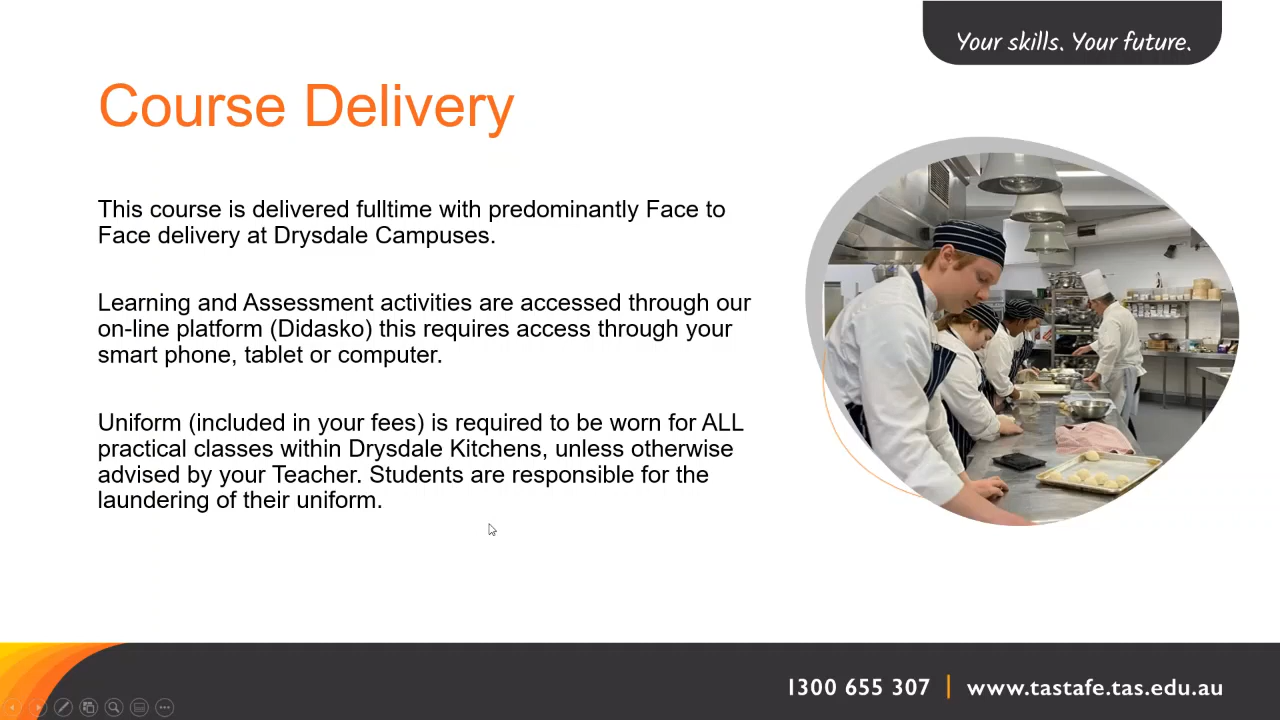 Your skills. Your future.
Course Delivery
This course is delivered fulltime with predominantly Face to
Face delivery at Drysdale Campuses.
Learning and Assessment activities are accessed through our
on-line platform (Didasko) this requires access through your
smart phone, tablet or computer.
Uniform (included in your fees) is required to be worn for ALL
practical classes within Drysdale Kitchens, unless otherwise
advised by your Teacher. Students are responsible for the
laundering of their uniform.
1300 655 307 | www.tastafe.tas.edu.au